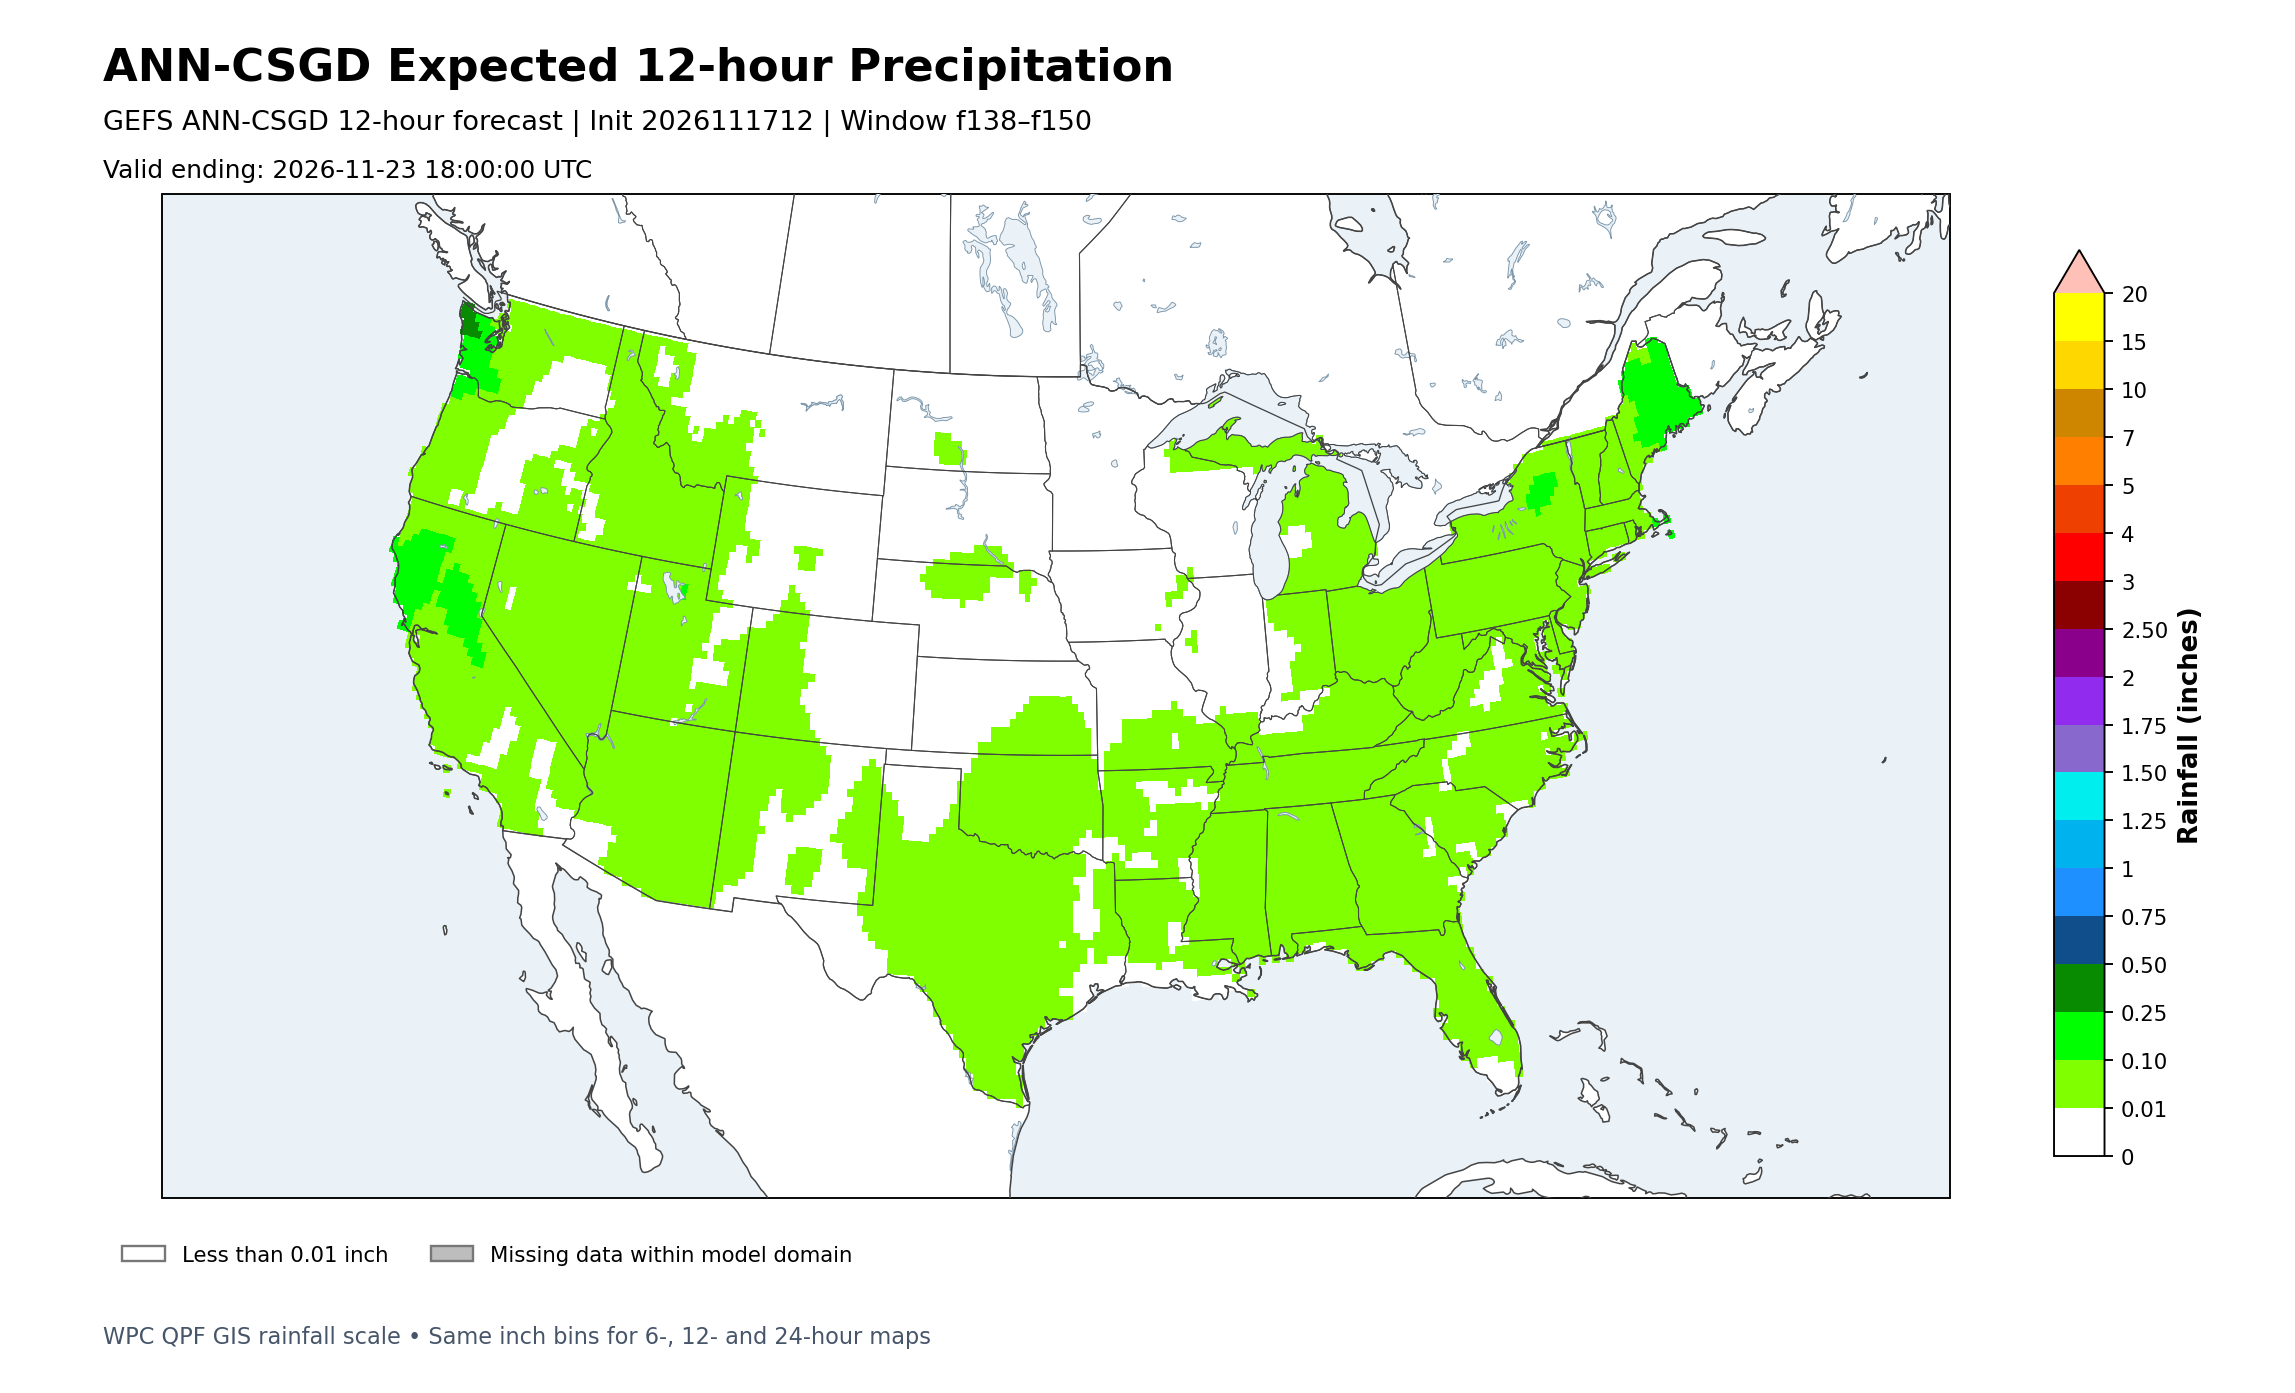 ANN-CSGD Expected 12-hour Precipitation
GEFS ANN-CSGD 12-hour forecast | Init 2026111712 | Window f138–f150
Valid ending: 2026-11-23 18:00:00 UTC
20
15
10
7
5
4
3
2.50
2
1.75
1.50
1.25
1
0.75
0.50
0.25
0.10
0.01
0
Rainfall (inches)
Less than 0.01 inch
Missing data within model domain
WPC QPF GIS rainfall scale • Same inch bins for 6-, 12- and 24-hour maps